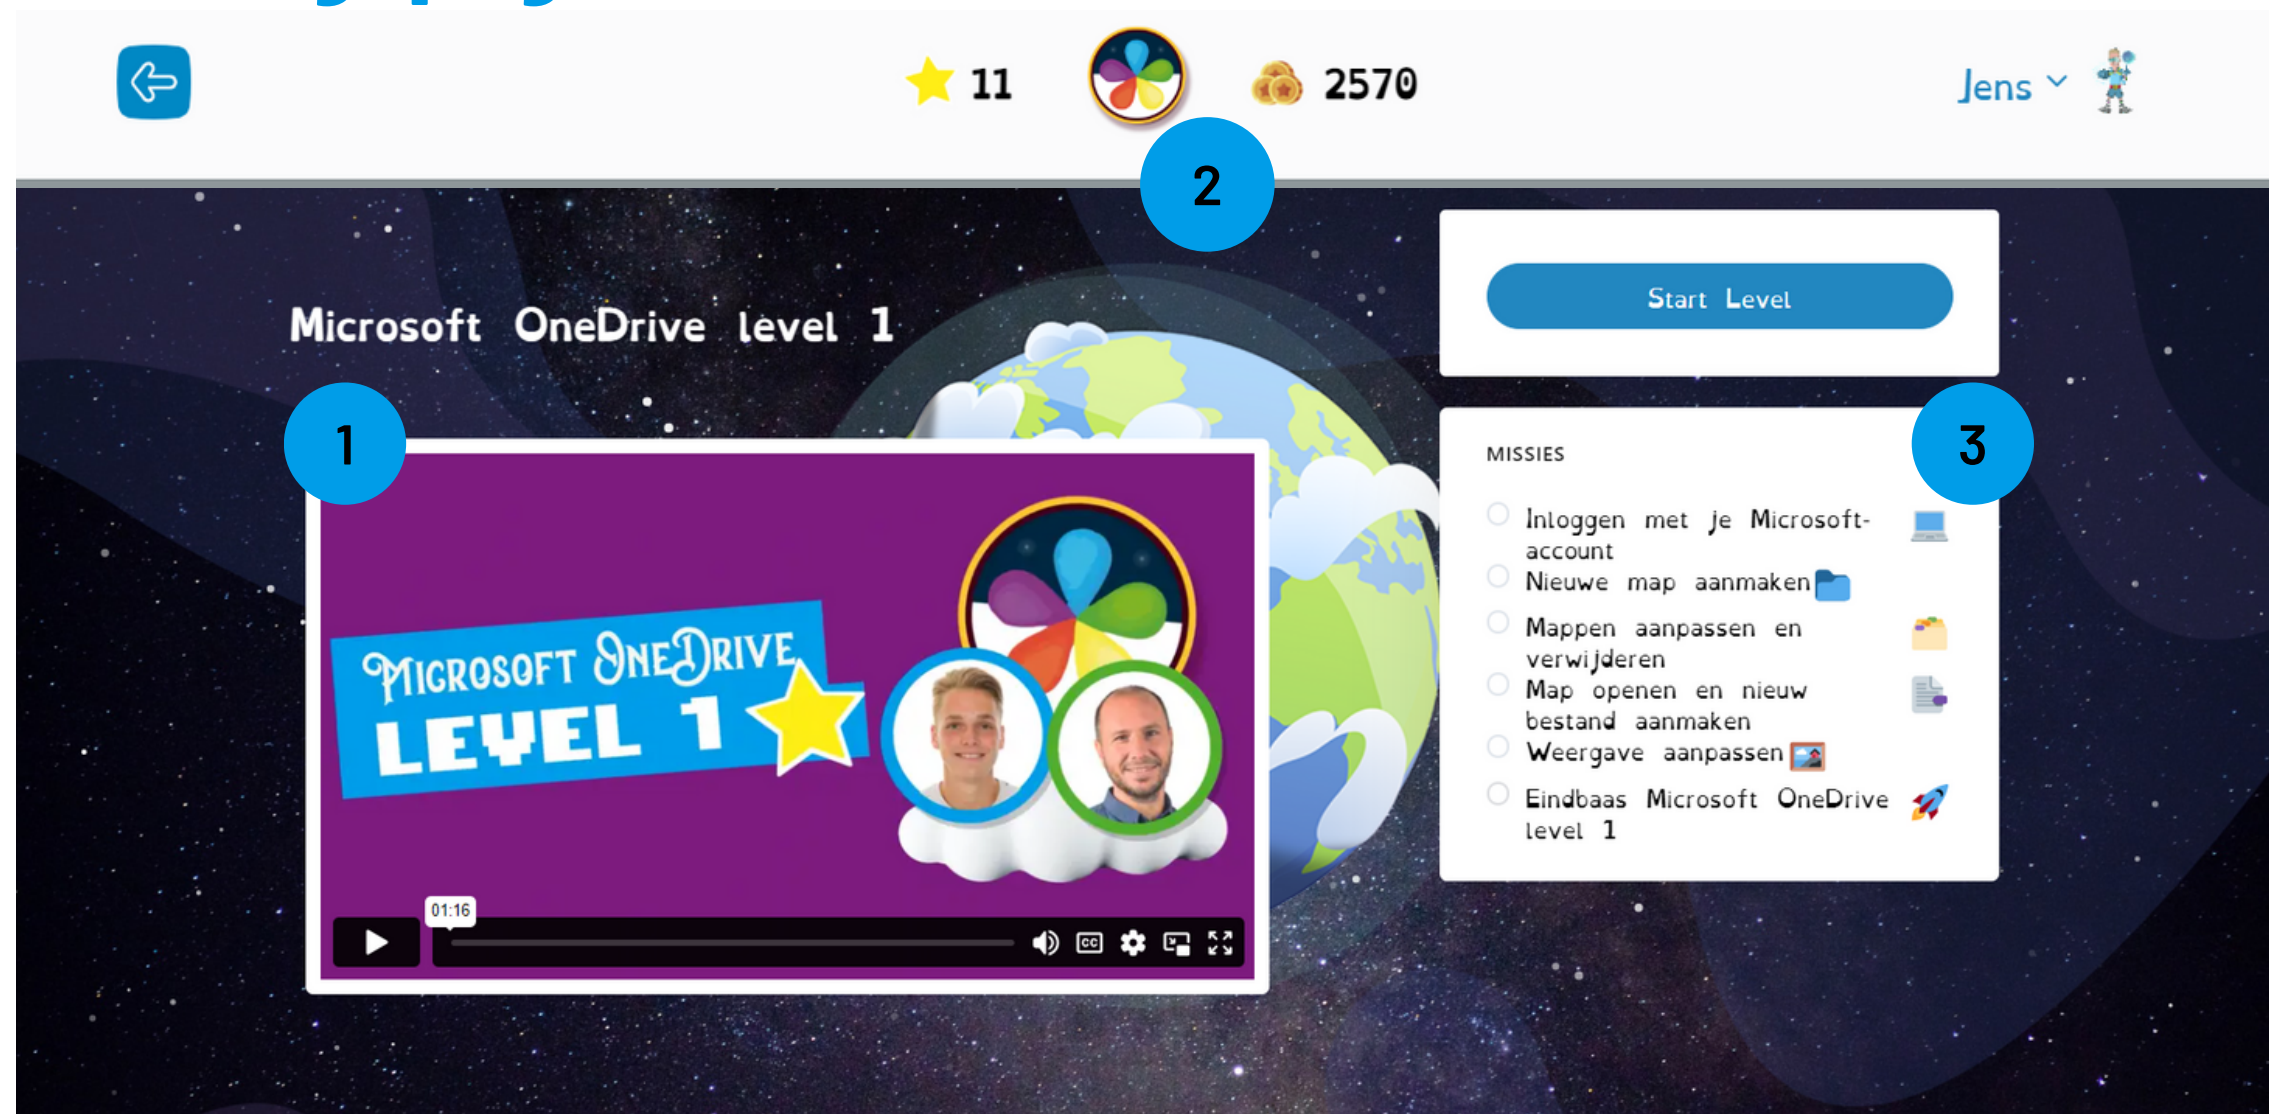 11
2570
Jens
2
Start Level
Microsoft OneDrive level 1
1
3
MISSIES
Inloggen met je Microsoft-
account
Nieuwe map aanmaken
Mappen aanpassen en
verwijderen
Map openen en nieuw
bestand aanmaken
Weergave aanpassen
Eindbaas Microsoft OneDrive
level 1
MICROSOFT ONEDRIVE
LEVEL 1
01:16
CC